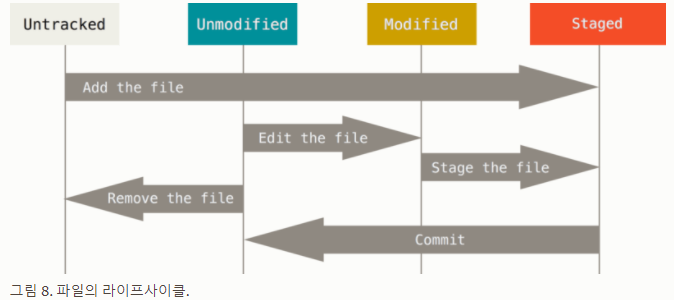 Untracked Unmodified Modified Staged
Add the file
Edit the file
Stage the file
Remove the file
Commit
그림 8. 파일의 라이프사이클.